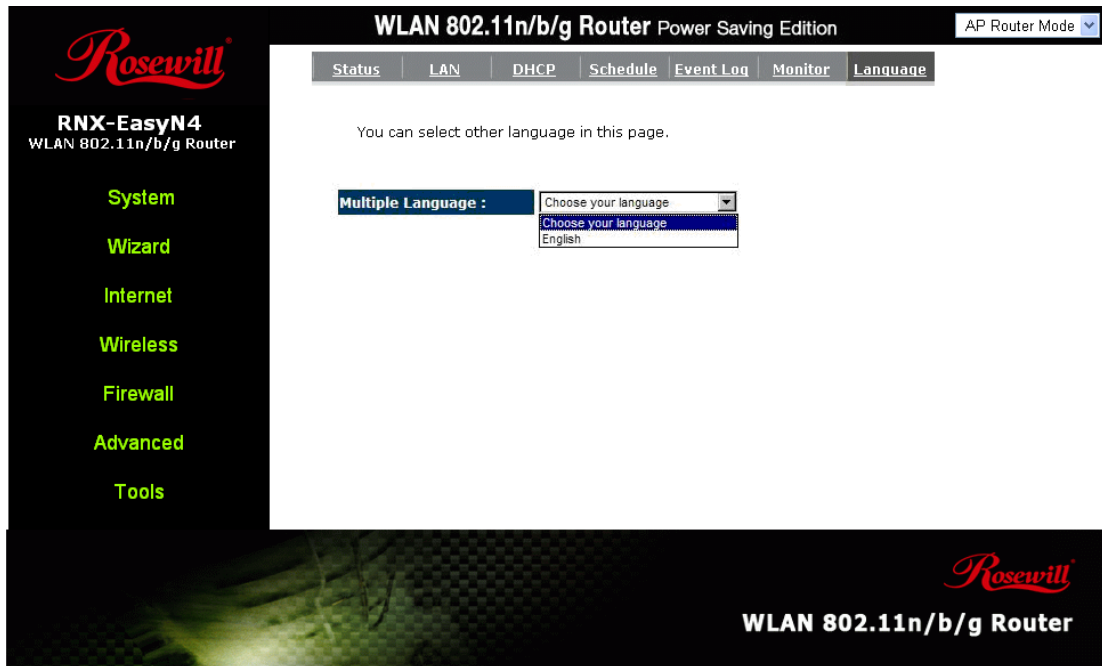 WLAN 802.11n/b/g Router Power Saving Edition
AP Router Mode
Rosewill®
Status LAN DHCP Schedule Event Log Monitor Language
RNX-EasyN4
WLAN 802.11n/b/g Router
You can select other language in this page.
System
Multiple Language : Choose your language
Choose your language
English
Wizard
Internet
Wireless
Firewall
Advanced
Tools
Rosewill
WLAN 802.11n/b/g Router